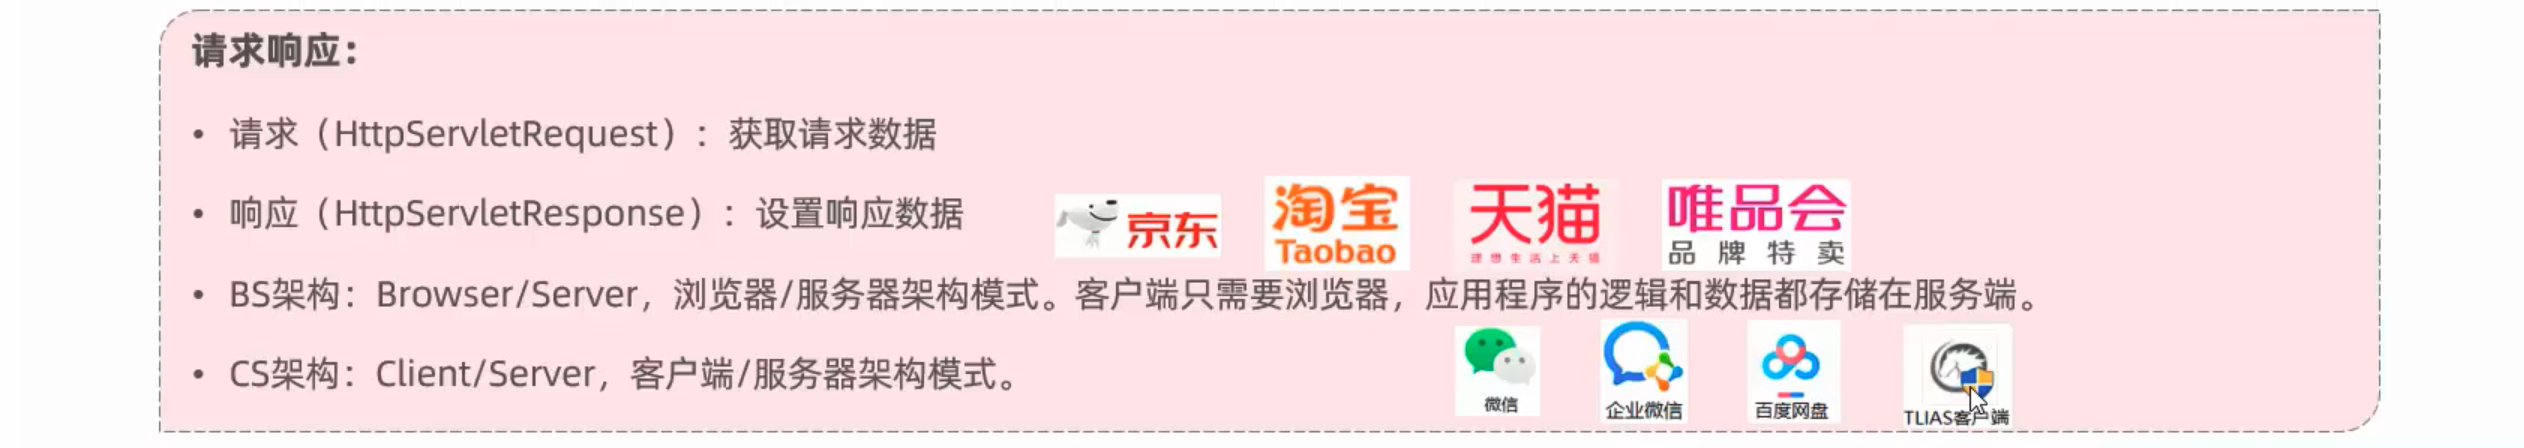 请求响应：
• 请求（HttpServletRequest）：获取请求数据
• 响应（HttpServletResponse）：设置响应数据
京东
淘宝
Taobao
天猫
理想生活上天猫
唯品会
品牌特卖
• BS架构：Browser/Server，浏览器/服务器架构模式。客户端只需要浏览器，应用程序的逻辑和数据都存储在服务端。
• CS架构：Client/Server，客户端/服务器架构模式。
微信
企业微信
百度网盘
TLIAS客户端